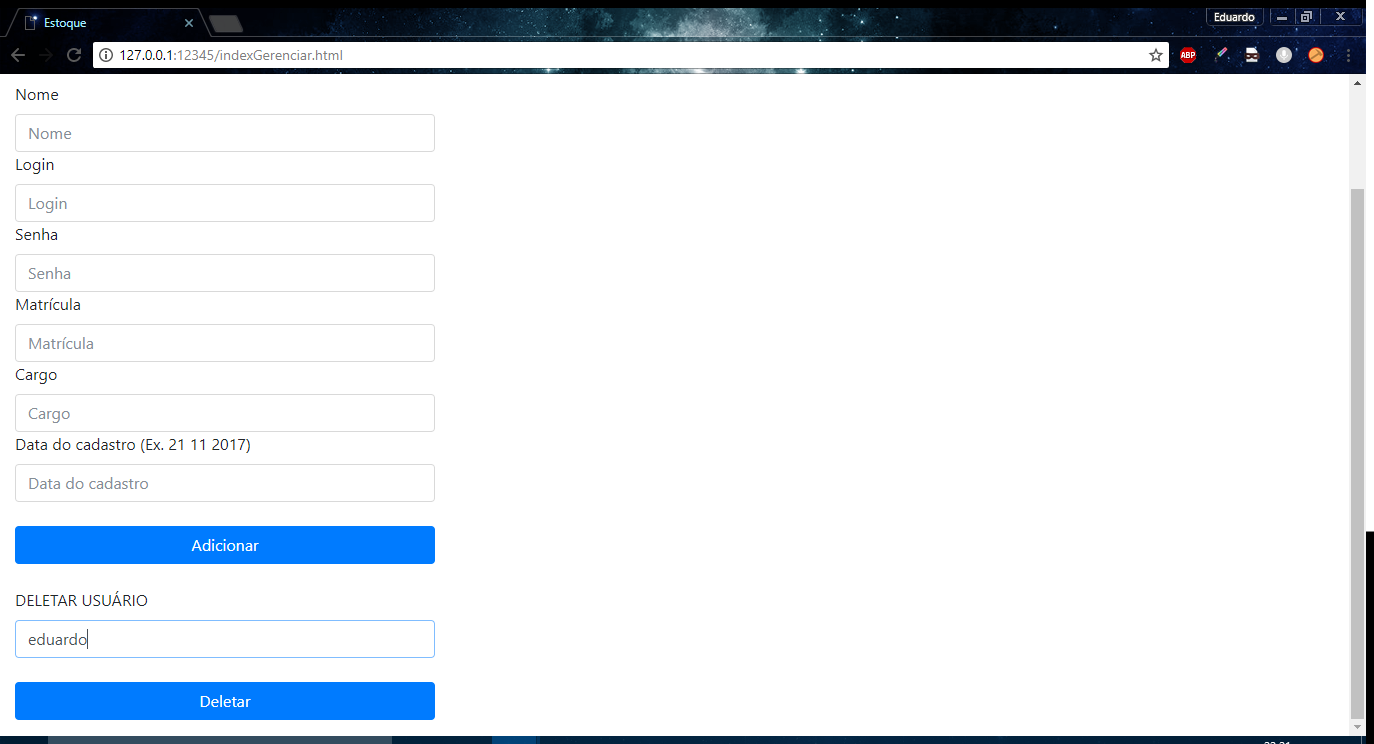 Estoque
Eduardo
127.0.0.1:12345/indexGerenciar.html
ABP
Nome
Nome
Login
Login
Senha
Senha
Matrícula
Matrícula
Cargo
Cargo
Data do cadastro (Ex. 21 11 2017)
Data do cadastro
Adicionar
DELETAR USUÁRIO
eduardo
Deletar